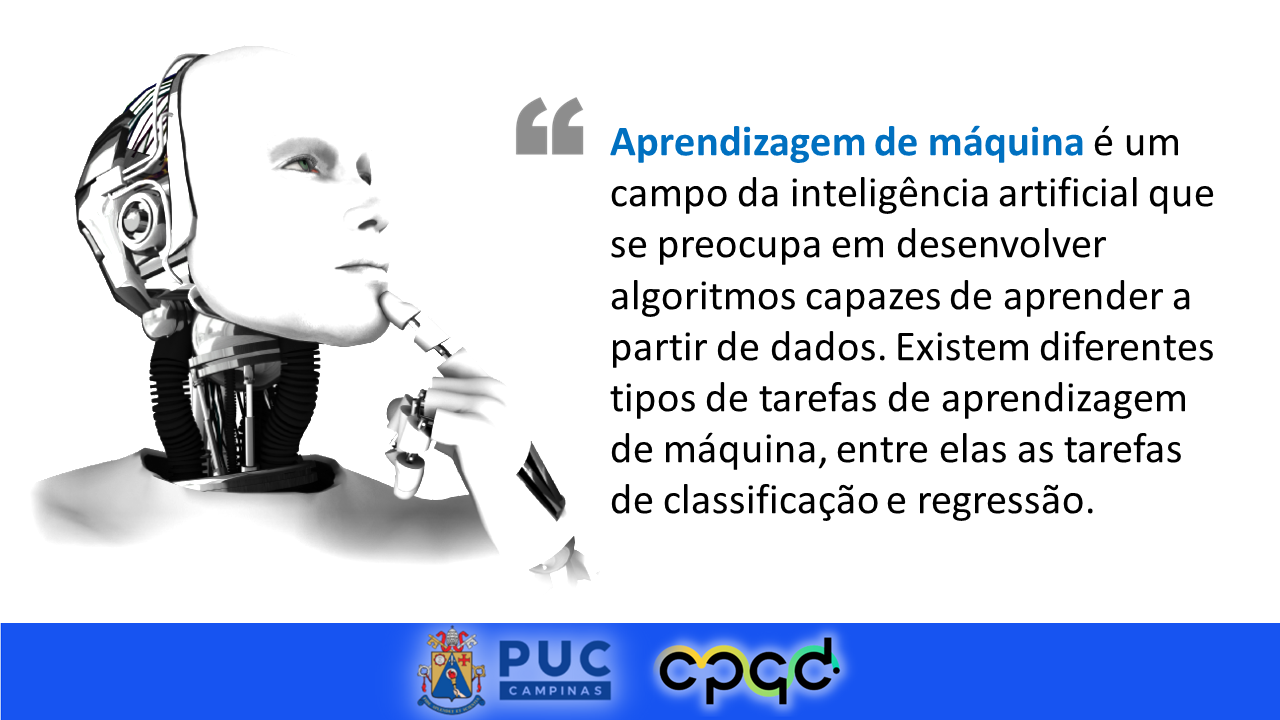 “
Aprendizagem de máquina é um
campo da inteligência artificial que
se preocupa em desenvolver
algoritmos capazes de aprender a
partir de dados. Existem diferentes
tipos de tarefas de aprendizagem
de máquina, entre elas as tarefas
de classificação e regressão.
PUC
CAMPINAS
cpqd